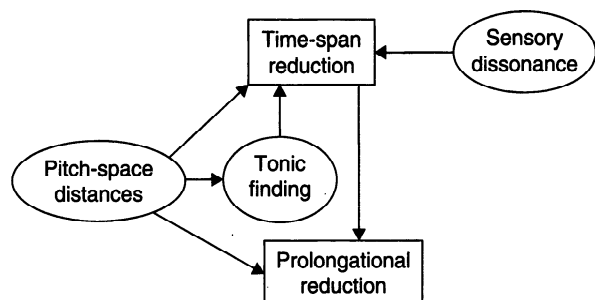 Time-span
reduction
Sensory
dissonance
Pitch-space
distances
Tonic
finding
Prolongational
reduction